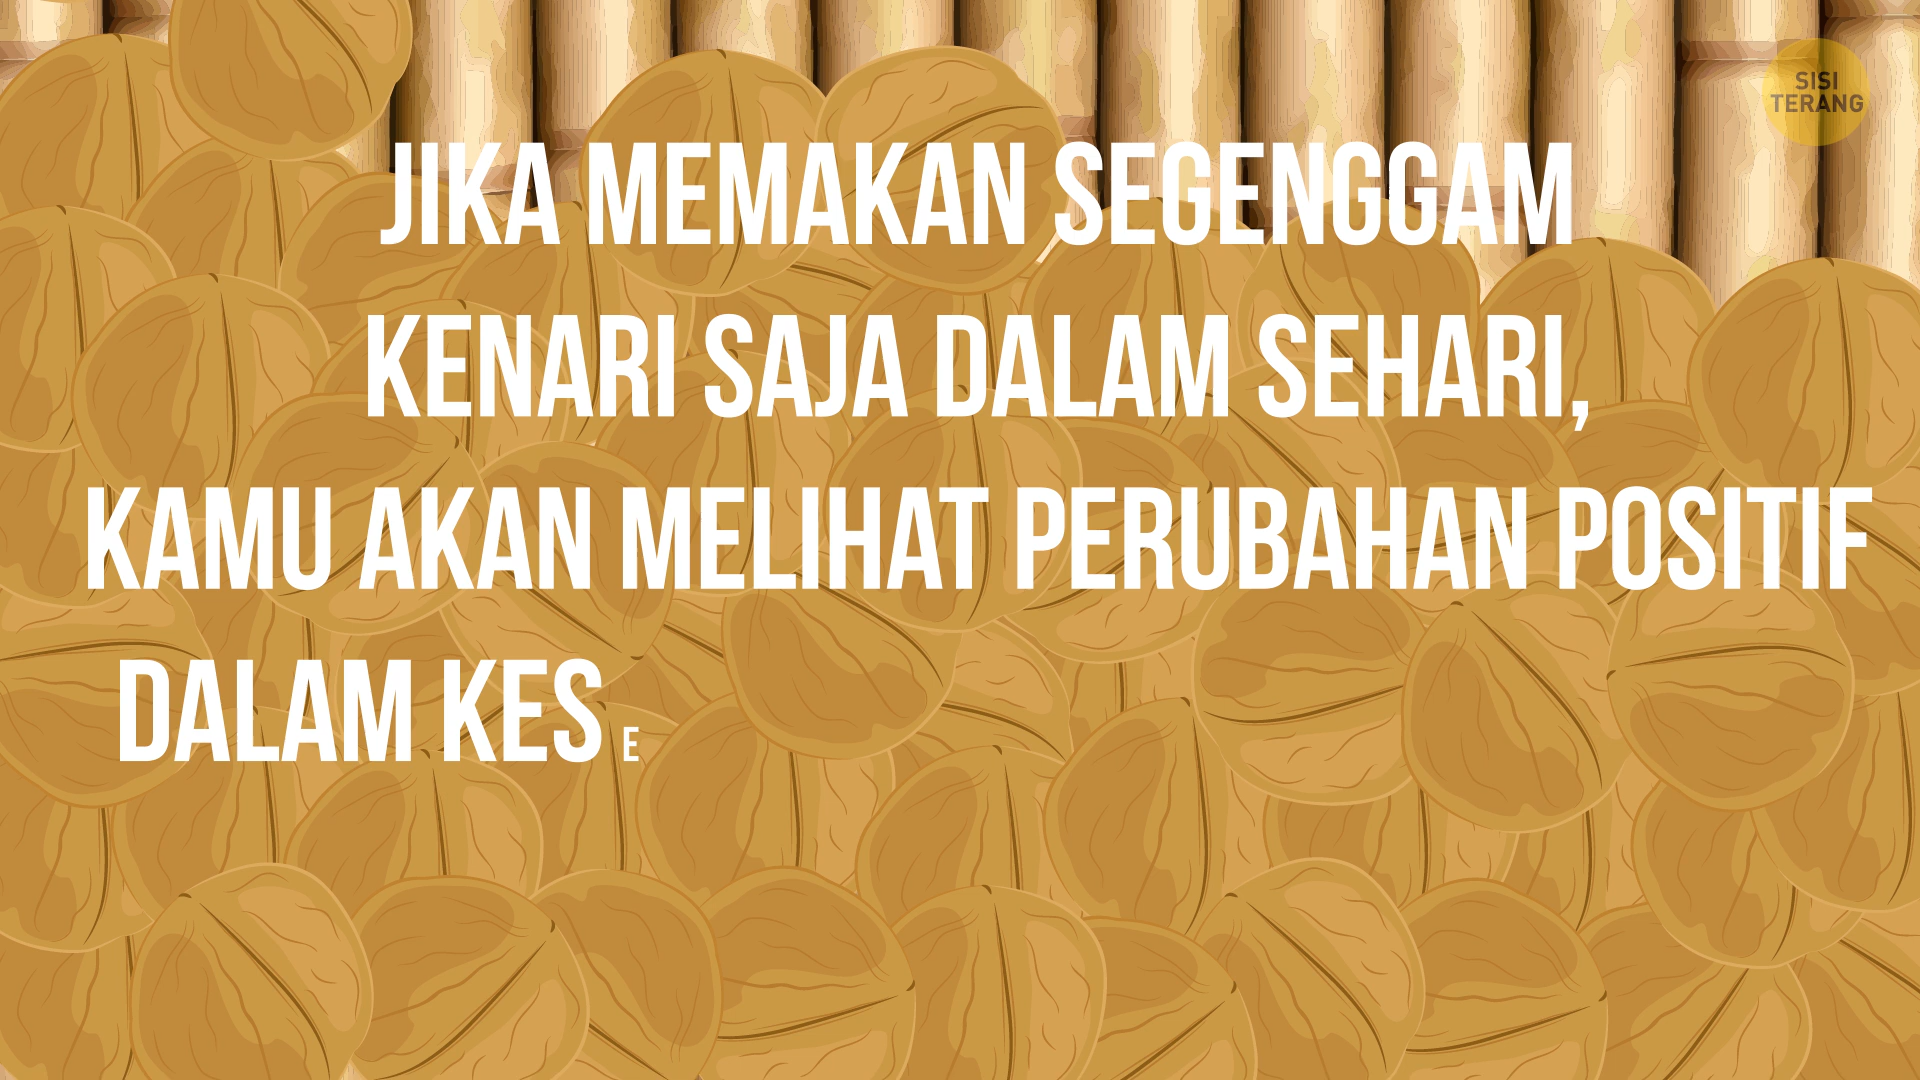 SISI
TERANG
JIKA MEMAKAN SEGENGGAM
KENARI SAJA DALAM SEHARI,
KAMU AKAN MELIHAT PERUBAHAN POSITIF
DALAM KES E